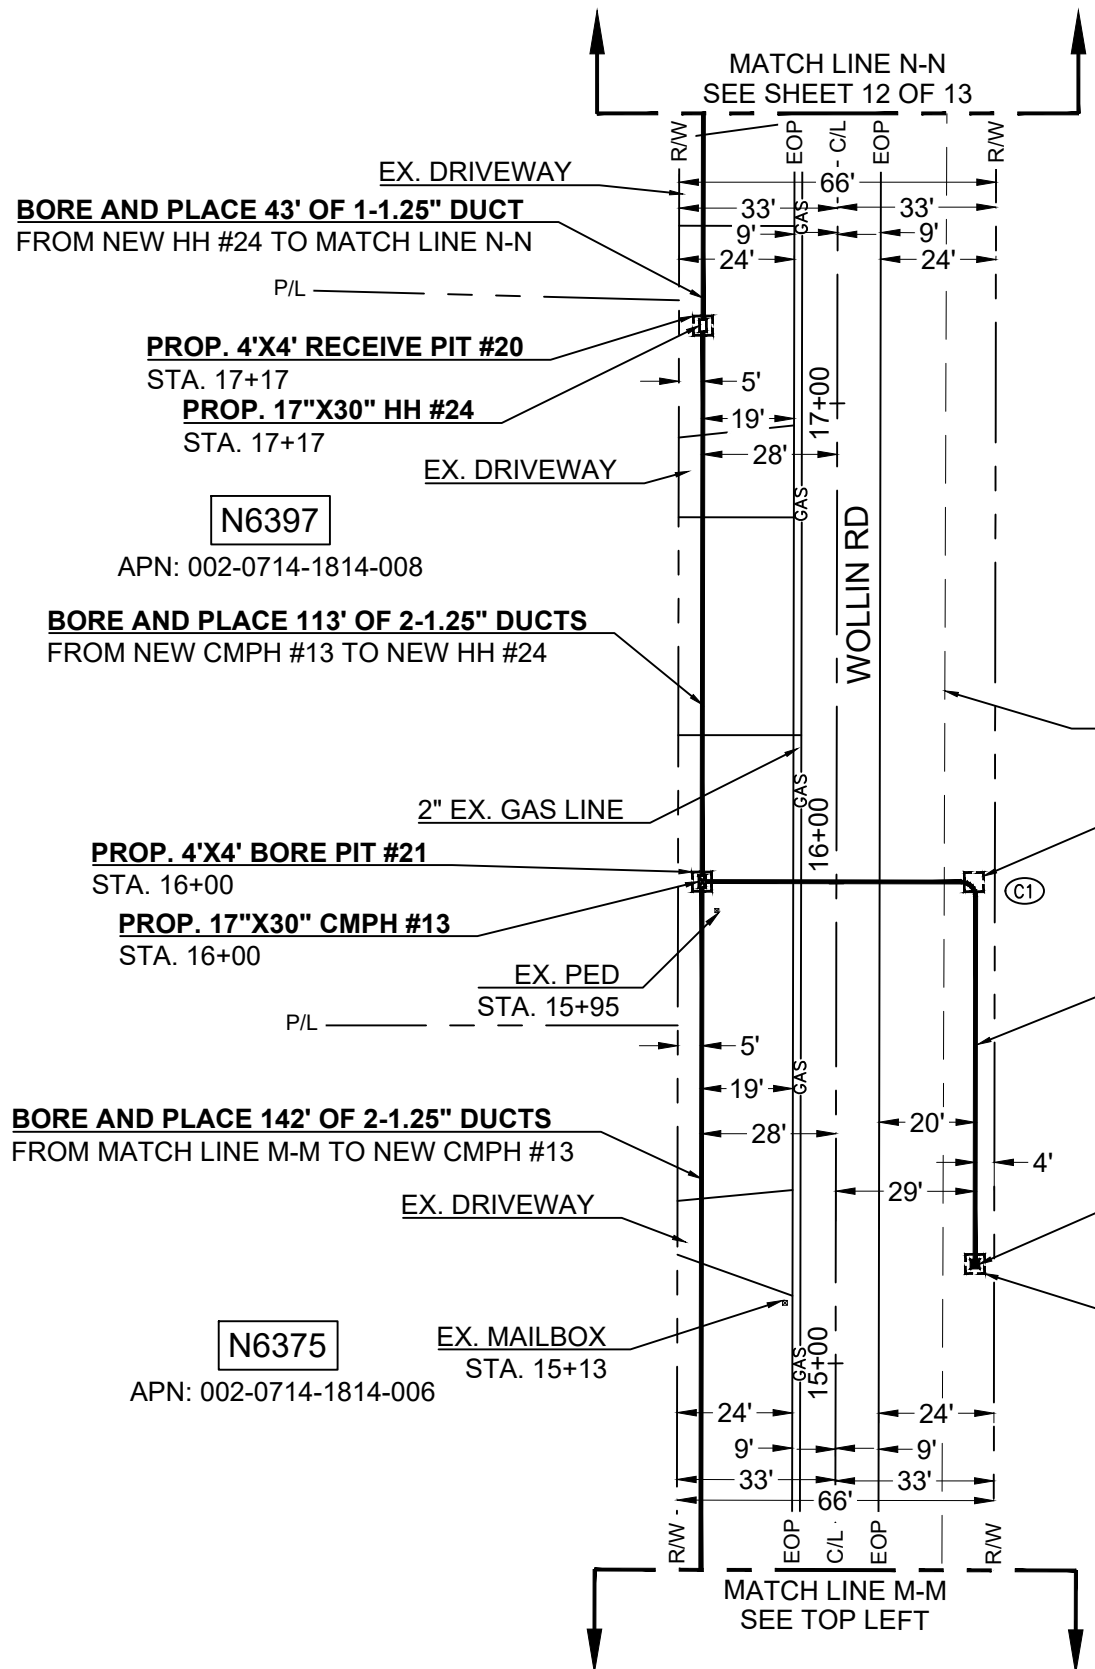 MATCH LINE N-N
SEE SHEET 12 OF 13
R/W
EOP
C/L
EOP
R/W
EX. DRIVEWAY
66'
BORE AND PLACE 43' OF 1-1.25" DUCT
FROM NEW HH #24 TO MATCH LINE N-N
33'
GAS
33'
9'
9'
24'
24'
P/L
PROP. 4'X4' RECEIVE PIT #20
STA. 17+17
5'
PROP. 17"X30" HH #24
STA. 17+17
19'
17+00
28'
EX. DRIVEWAY
GAS
N6397
APN: 002-0714-1814-008
WOLLIN RD
BORE AND PLACE 113' OF 2-1.25" DUCTS
FROM NEW CMPH #13 TO NEW HH #24
2" EX. GAS LINE
GAS
16+00
PROP. 4'X4' BORE PIT #21
STA. 16+00
C1
PROP. 17"X30" CMPH #13
STA. 16+00
EX. PED
STA. 15+95
P/L
5'
19'
GAS
BORE AND PLACE 142' OF 2-1.25" DUCTS
FROM MATCH LINE M-M TO NEW CMPH #13
28'
20'
4'
29'
EX. DRIVEWAY
N6375
APN: 002-0714-1814-006
EX. MAILBOX
STA. 15+13
GAS
15+00
24'
24'
9'
9'
33'
33'
66'
R/W
EOP
C/L
EOP
R/W
MATCH LINE M-M
SEE TOP LEFT